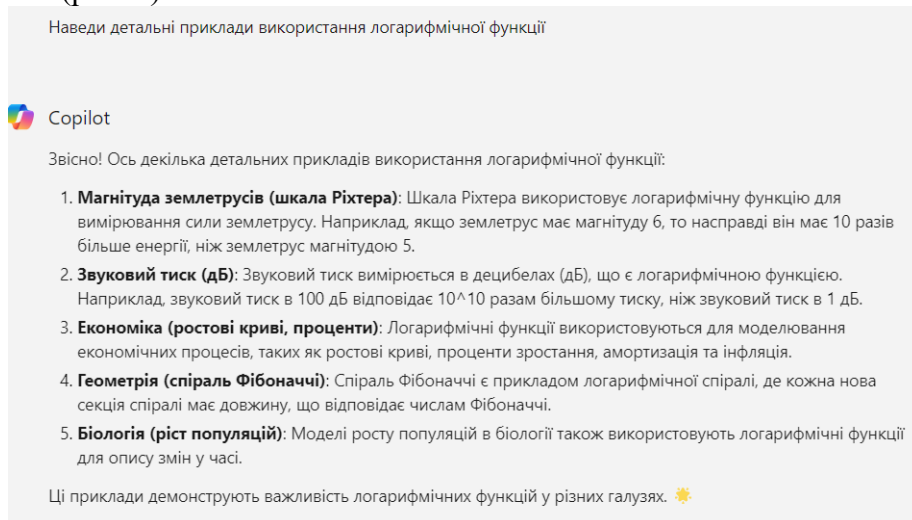 Наведи детальні приклади використання логарифмічної функції
Copilot
Звісно! Ось декілька детальних прикладів використання логарифмічної функції:
1. Магнітуда землетрусів (шкала Ріхтера): Шкала Ріхтера використовує логарифмічну функцію для
вимірювання сили землетрусу. Наприклад, якщо землетрус має магнітуду 6, то насправді він має 10 разів
більше енергії, ніж землетрус магнітудою 5.
2. Звуковий тиск (дБ): Звуковий тиск вимірюється в децибелах (дБ), що є логарифмічною функцією.
Наприклад, звуковий тиск в 100 дБ відповідає 10^10 разам більшому тиску, ніж звуковий тиск в 1 дБ.
3. Економіка (ростові криві, проценти): Логарифмічні функції використовуються для моделювання
економічних процесів, таких як ростові криві, проценти зростання, амортизація та інфляція.
4. Геометрія (спіраль Фібоначчі): Спіраль Фібоначчі є прикладом логарифмічної спіралі, де кожна нова
секція спіралі має довжину, що відповідає числам Фібоначчі.
5. Біологія (ріст популяцій): Моделі росту популяцій в біології також використовують логарифмічні функції
для опису змін у часі.
Ці приклади демонструють важливість логарифмічних функцій у різних галузях. 🌟